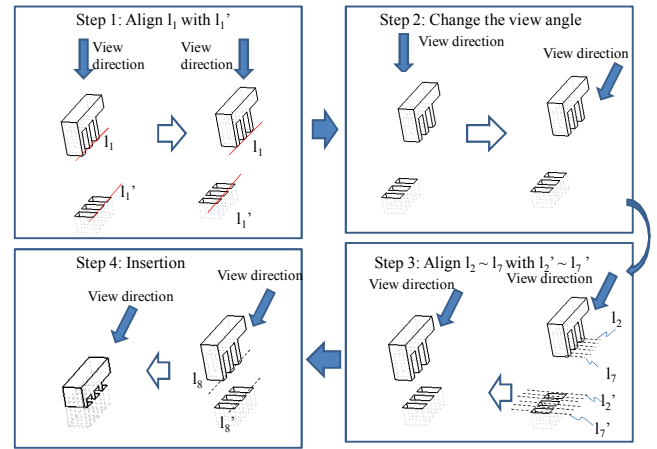 Step 1: Align l1 with l1’
View
direction
View
direction
l1
l1
l1’
l1’
Step 2: Change the view angle
View direction
View direction
Step 4: Insertion
View direction
View direction
l8
l8’
Step 3: Align l2 ~ l7 with l2’ ~ l7 ’
View direction
View direction
l2
l7
l2’
l7’